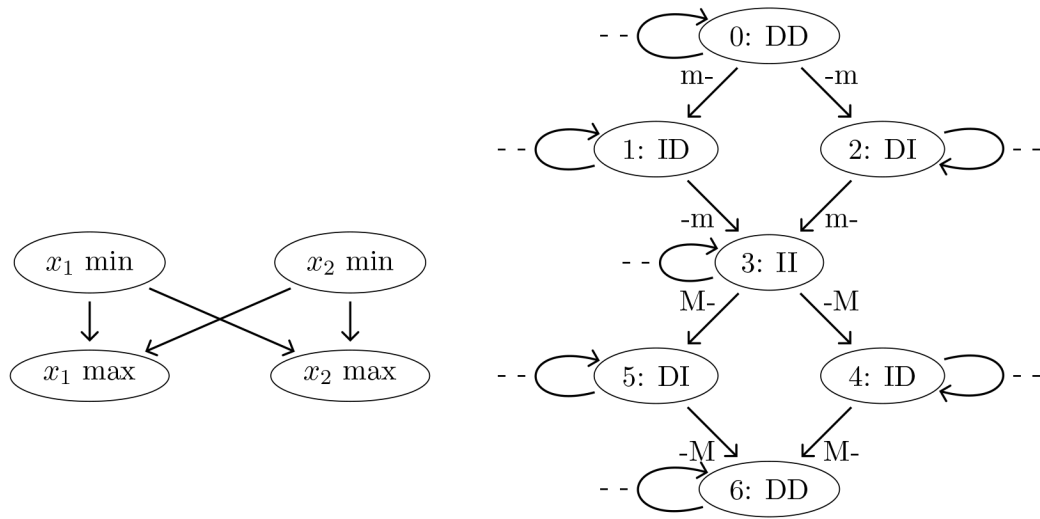 x₁ min
x₂ min
x₁ max
x₂ max
- -
0: DD
m-
-m
- -
1: ID
2: DI
- -
-m
m-
- -
3: II
M-
-M
- -
5: DI
4: ID
- -
-M
M-
- -
6: DD